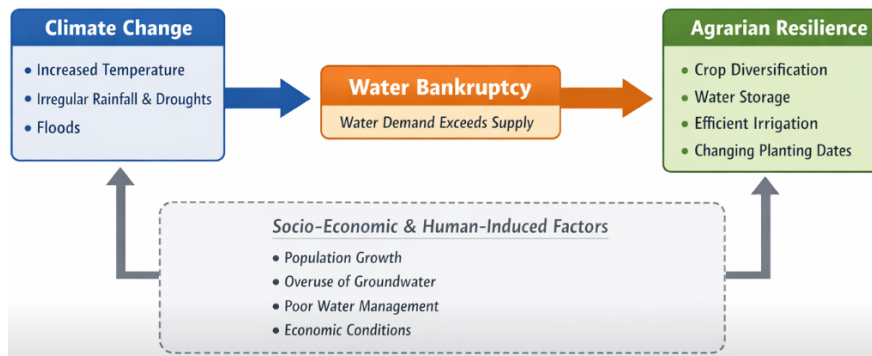 Climate Change
• Increased Temperature
• Irregular Rainfall & Droughts
• Floods
Water Bankruptcy
Water Demand Exceeds Supply
Agrarian Resilience
• Crop Diversification
• Water Storage
• Efficient Irrigation
• Changing Planting Dates
Socio-Economic & Human-Induced Factors
• Population Growth
• Overuse of Groundwater
• Poor Water Management
• Economic Conditions